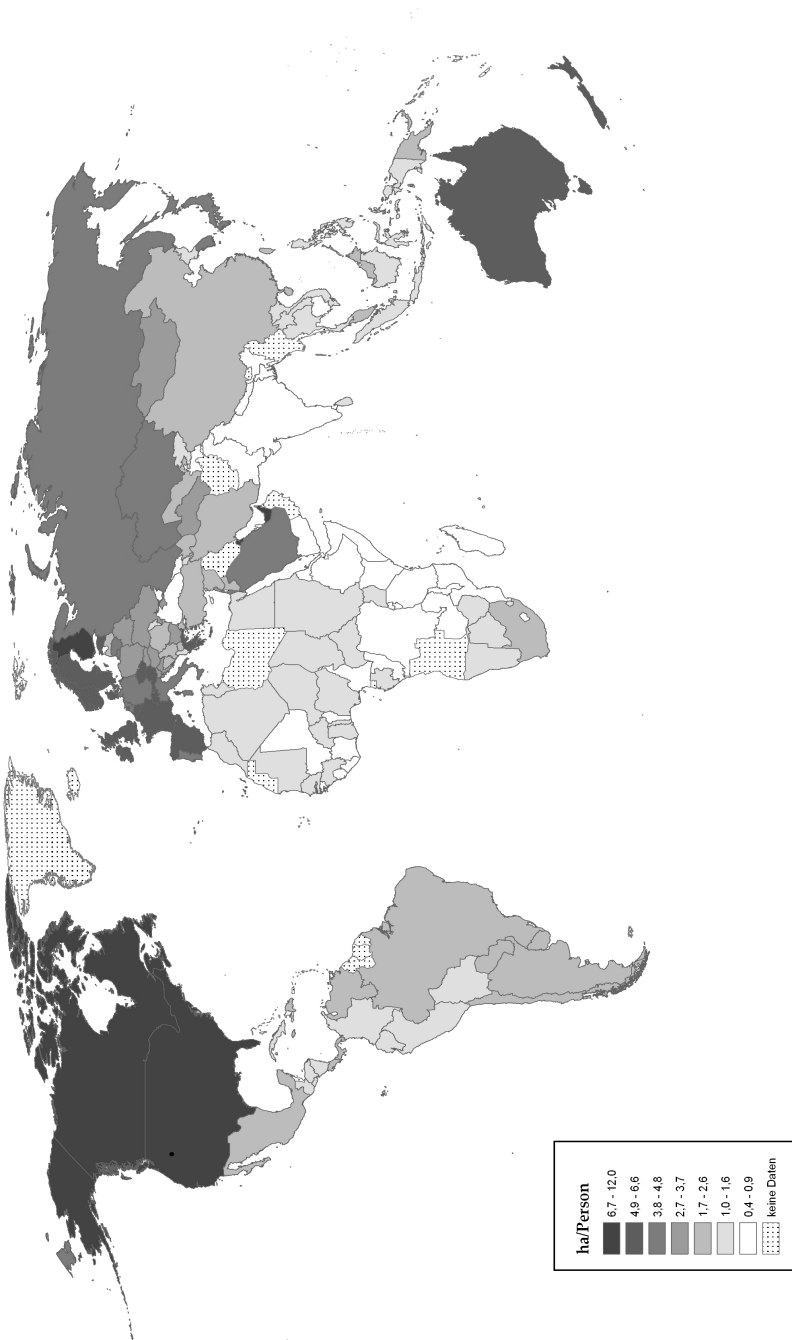 ha/Person
6,7 - 12,0
4,9 - 6,6
3,8 - 4,8
2,7 - 3,7
1,7 - 2,6
1,0 - 1,6
0,4 - 0,9
keine Daten